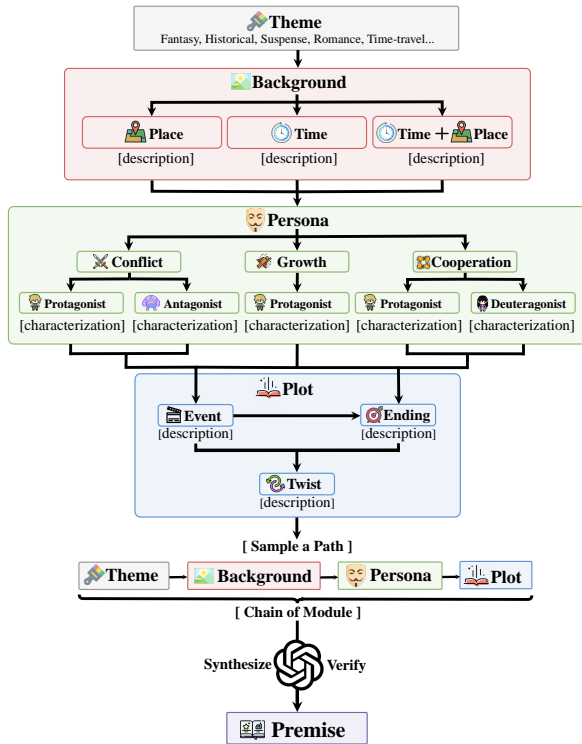 Theme
Fantasy, Historical, Suspense, Romance, Time-travel...
Background
Place
Time
Time + Place
[description]
[description]
[description]
Persona
Conflict
Growth
Cooperation
Protagonist
Antagonist
Protagonist
Protagonist
Deuteragonist
[characterization]
[characterization]
[characterization]
[characterization]
[characterization]
Plot
Event
Ending
[description]
[description]
Twist
[description]
[ Sample a Path ]
Theme
Background
Persona
Plot
[ Chain of Module ]
Synthesize
Verify
Premise